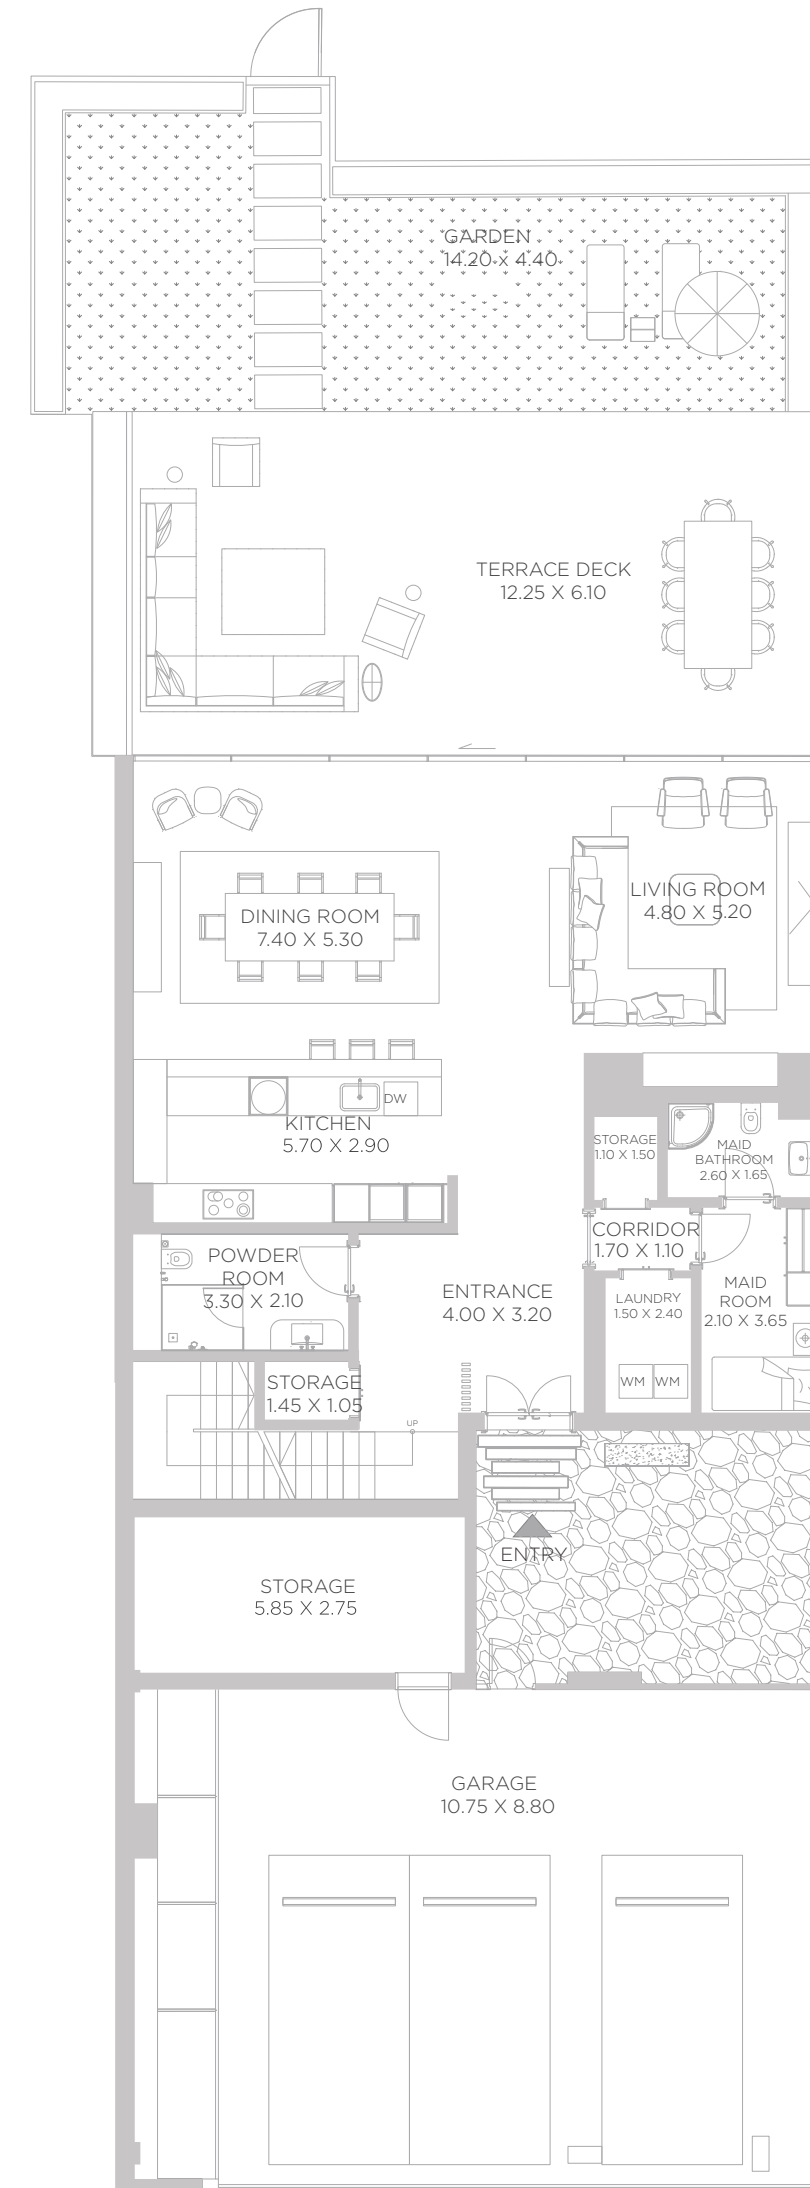 GARDEN
14.20 X 4.40
TERRACE DECK
12.25 X 6.10
LIVING ROOM
4.80 X 5.20
DINING ROOM
7.40 X 5.30
DW
KITCHEN
5.70 X 2.90
STORAGE
1.10 X 1.50
MAID
BATHROOM
2.60 X 1.65
CORRIDOR
1.70 X 1.10
POWDER
ROOM
3.30 X 2.10
ENTRANCE
4.00 X 3.20
LAUNDRY
1.50 X 2.40
MAID
ROOM
2.10 X 3.65
WM WM
STORAGE
1.45 X 1.05
UP
ENTRY
STORAGE
5.85 X 2.75
GARAGE
10.75 X 8.80